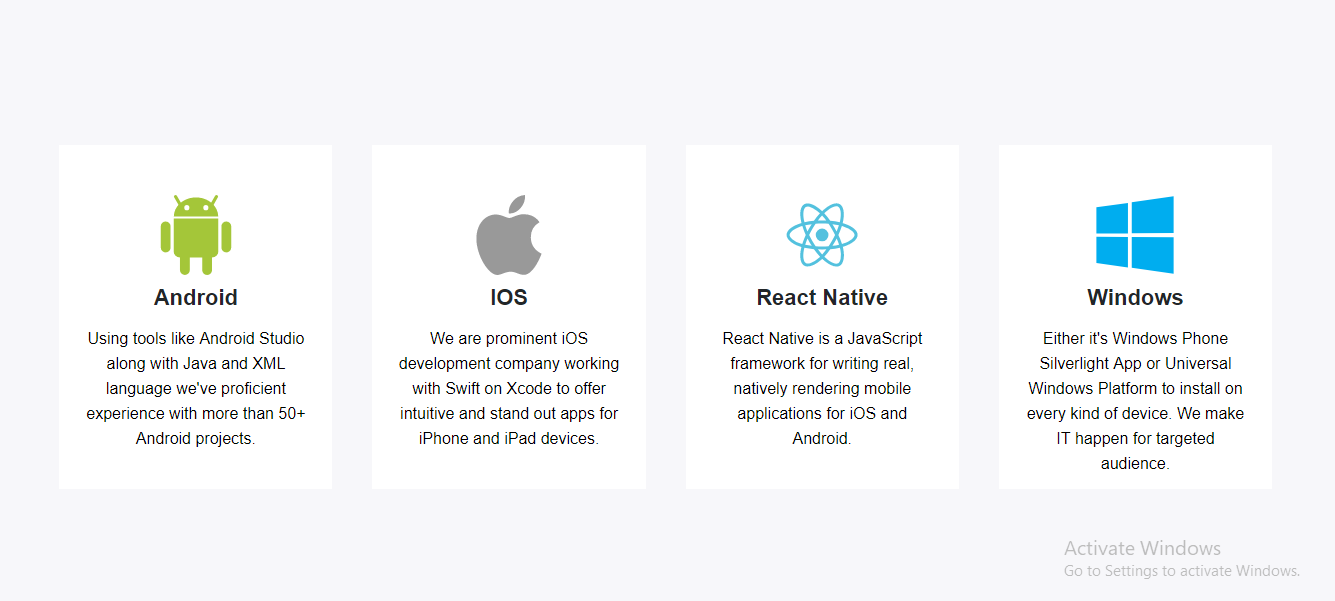 Android
Using tools like Android Studio
along with Java and XML
language we've proficient
experience with more than 50+
Android projects.
IOS
We are prominent iOS
development company working
with Swift on Xcode to offer
intuitive and stand out apps for
iPhone and iPad devices.
React Native
React Native is a JavaScript
framework for writing real,
natively rendering mobile
applications for iOS and
Android.
Windows
Either it's Windows Phone
Silverlight App or Universal
Windows Platform to install on
every kind of device. We make
IT happen for targeted
audience.
Activate Windows
Go to Settings to activate Windows.